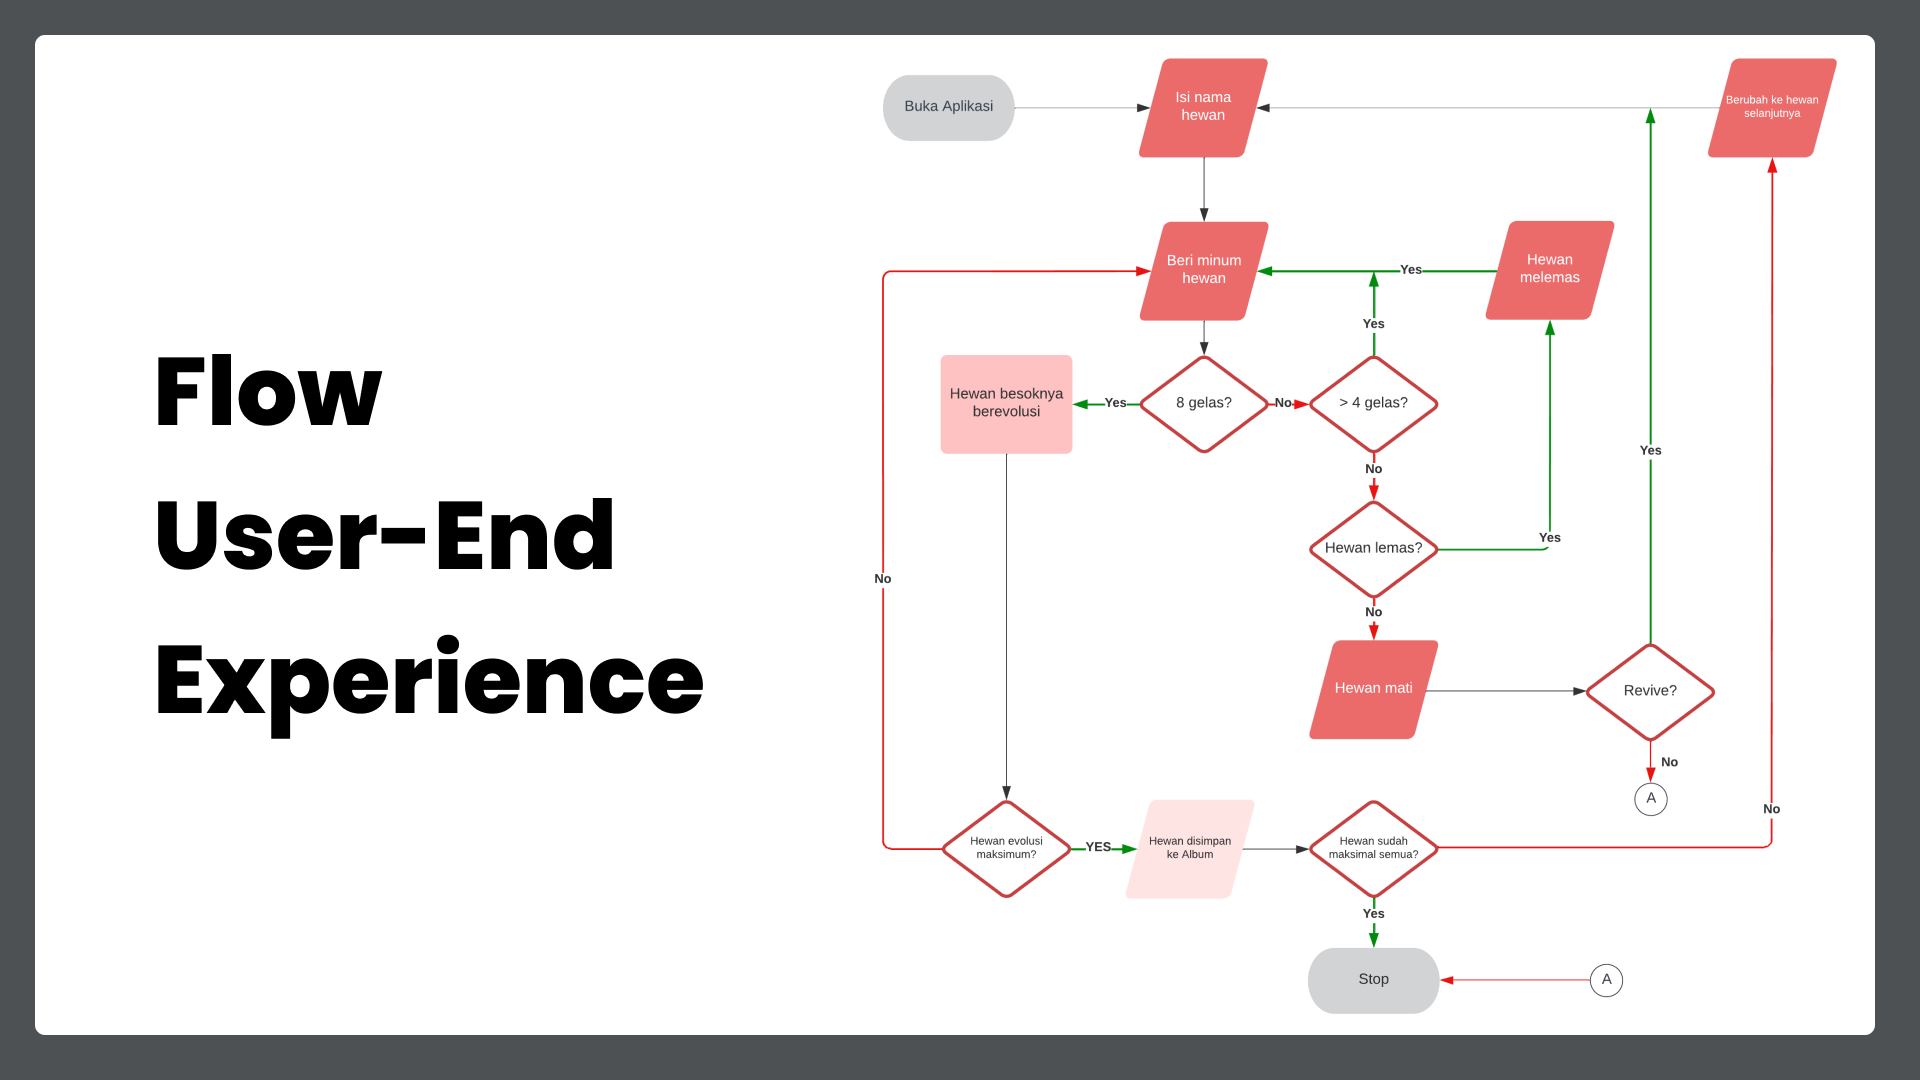 Flow
User-End
Experience
Buka Aplikasi
Isi nama
hewan
Berubah ke hewan
selanjutnya
Beri minum
hewan
Yes
Hewan
melemas
Yes
Hewan besoknya
berevolusi
Yes
8 gelas?
No
> 4 gelas?
No
Yes
Hewan lemas?
Yes
No
No
Hewan mati
Revive?
No
A
No
Hewan evolusi
maksimum?
YES
Hewan disimpan
ke Album
Hewan sudah
maksimal semua?
Yes
Stop
A